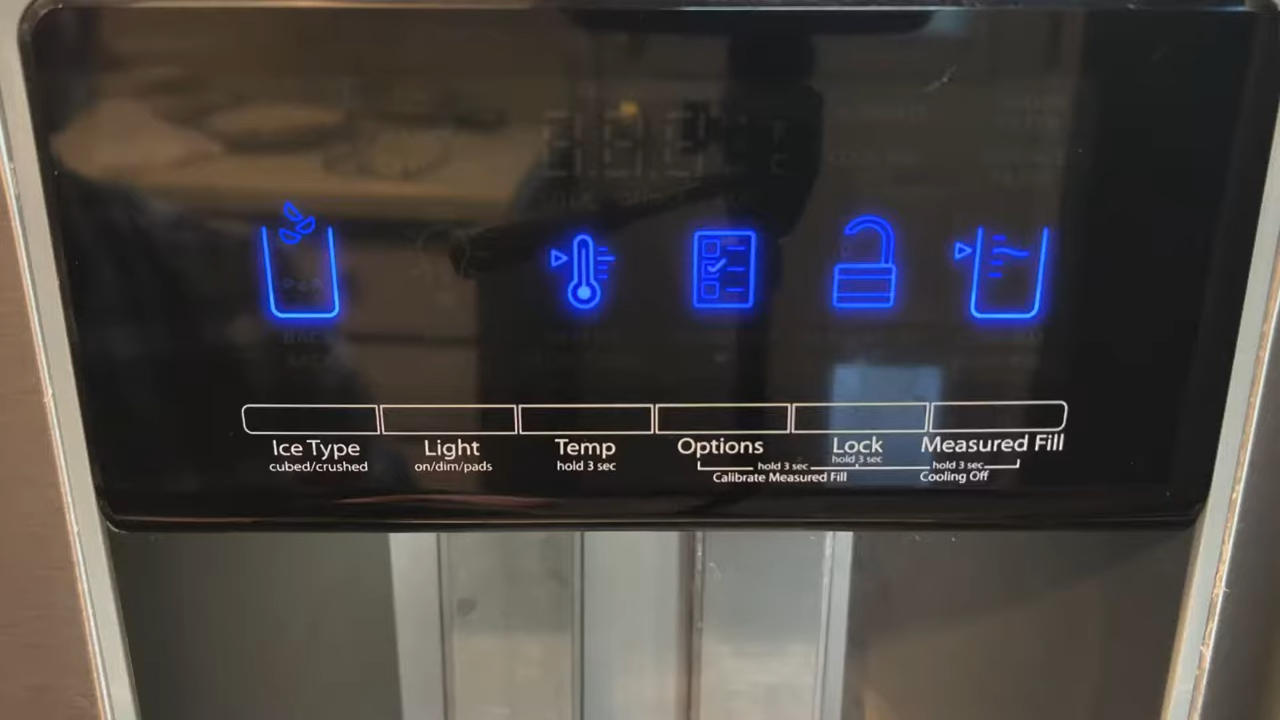 Ice Type
cubed/crushed
Light
on/dim/pads
Temp
hold 3 sec
Options
Lock
hold 3 sec
Measured Fill
hold 3 sec
Calibrate Measured Fill
hold 3 sec
Cooling Off